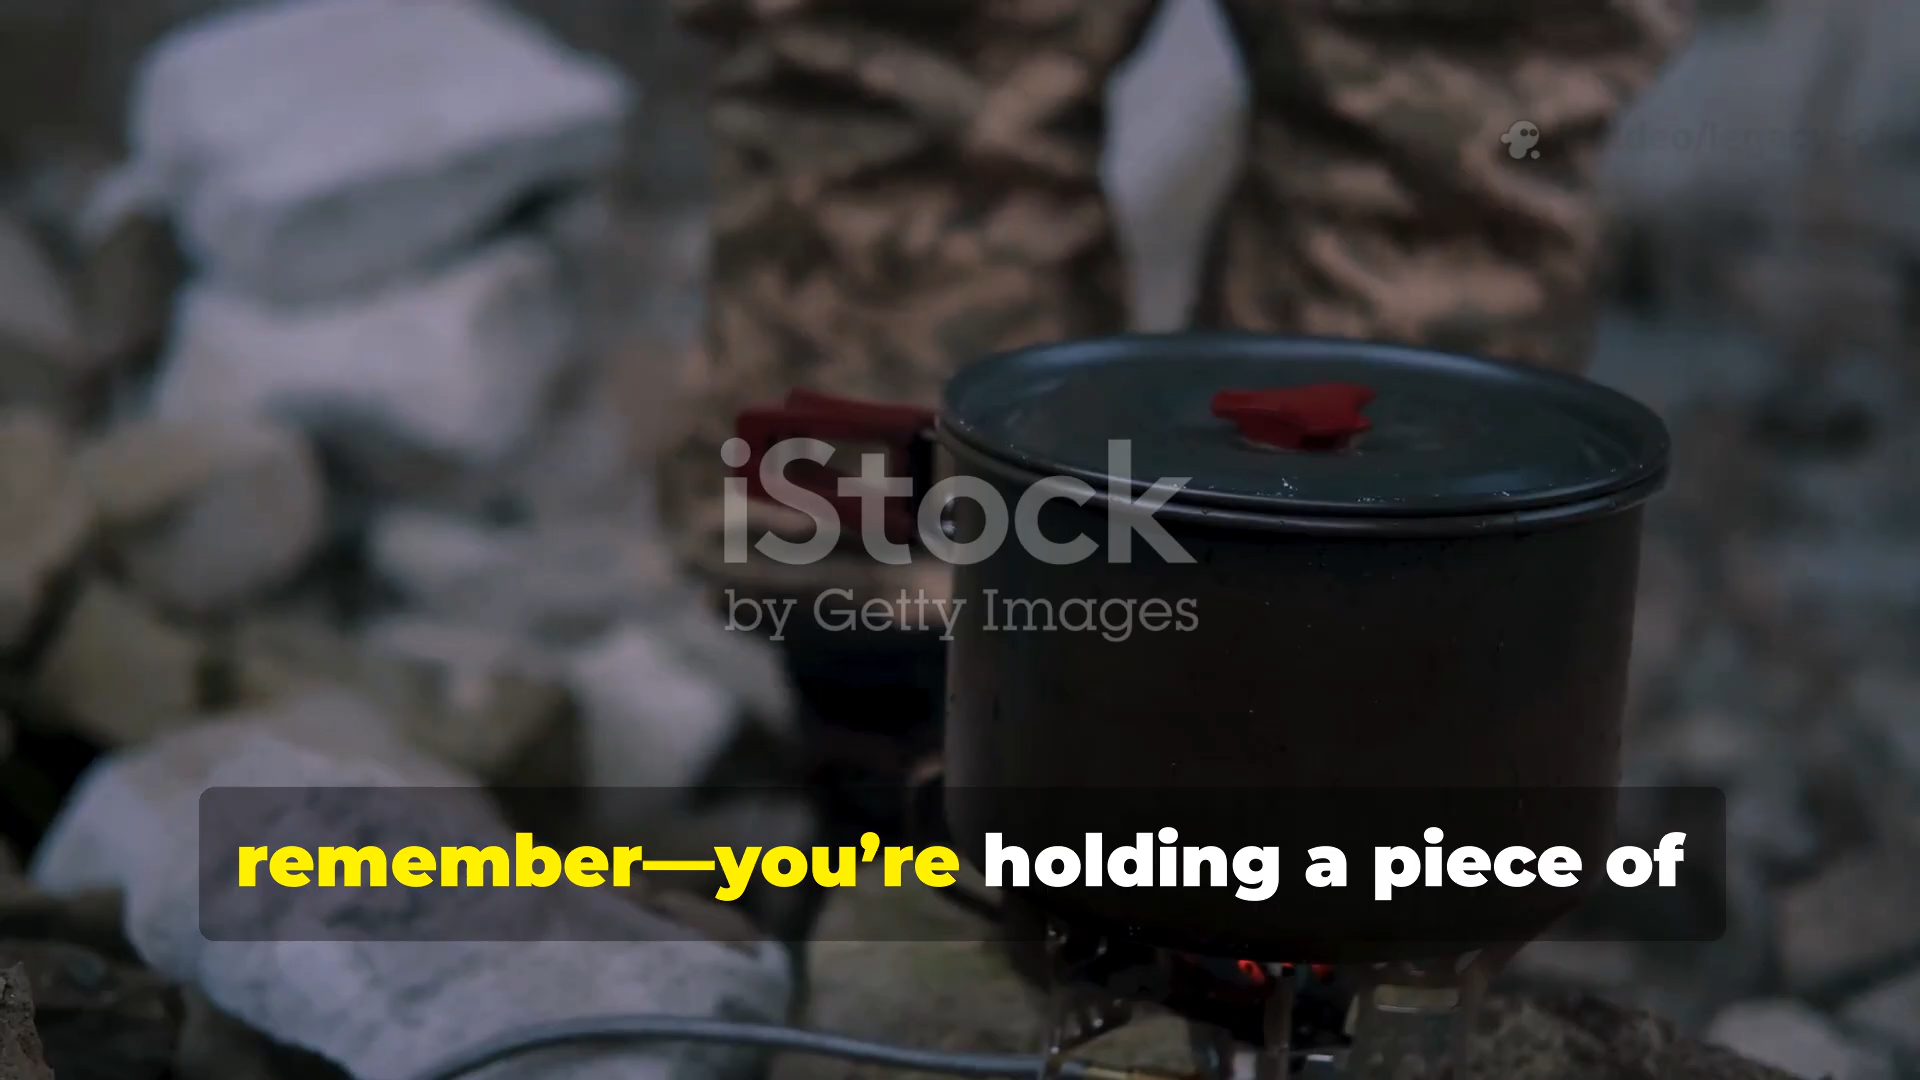 iStock
by Getty Images
remember—you’re holding a piece of